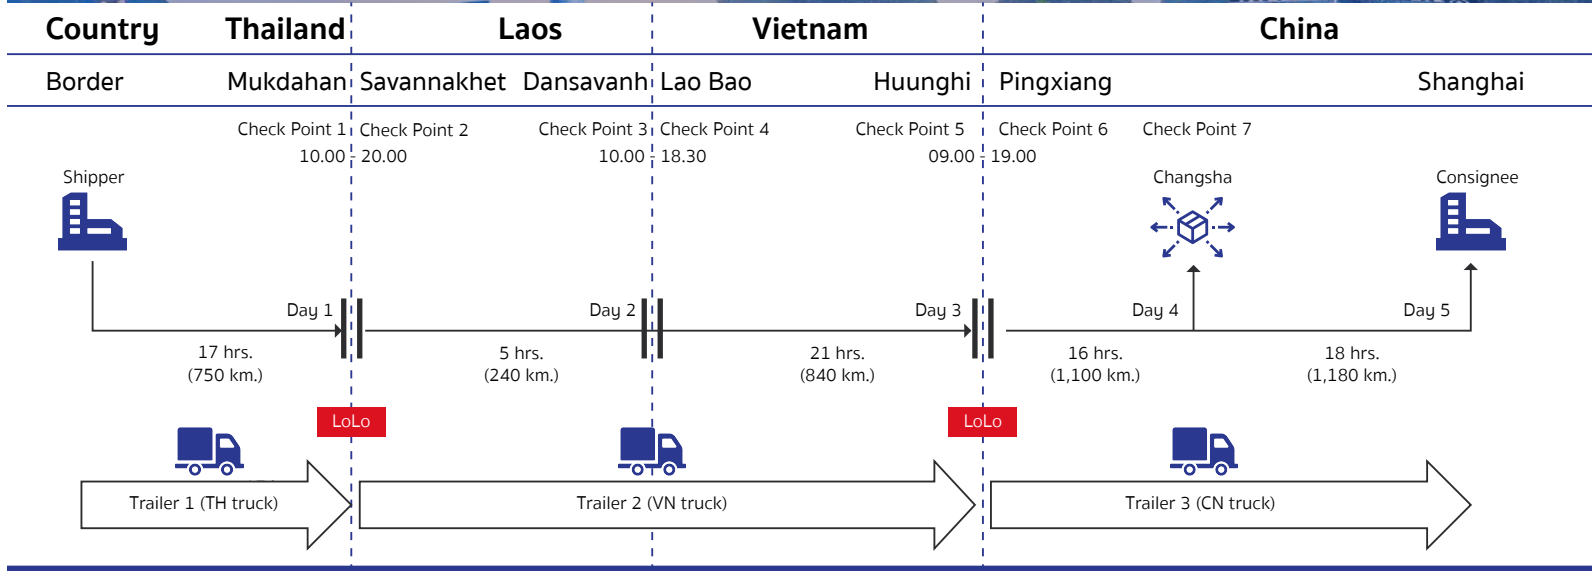 Country Thailand Laos Vietnam China
Border Mukdahan Savannakhet Dansavanh Lao Bao Huunghi Pingxiang Shanghai
Check Point 1 Check Point 2 Check Point 3 Check Point 4 Check Point 5 Check Point 6 Check Point 7
10.00 - 20.00 10.00 - 18.30 09.00 - 19.00
Shipper Changsha Consignee
Day 1 Day 2 Day 3 Day 4 Day 5
17 hrs. 5 hrs. 21 hrs. 16 hrs. 18 hrs.
(750 km.) (240 km.) (840 km.) (1,100 km.) (1,180 km.)
LoLo LoLo
Trailer 1 (TH truck) Trailer 2 (VN truck) Trailer 3 (CN truck)